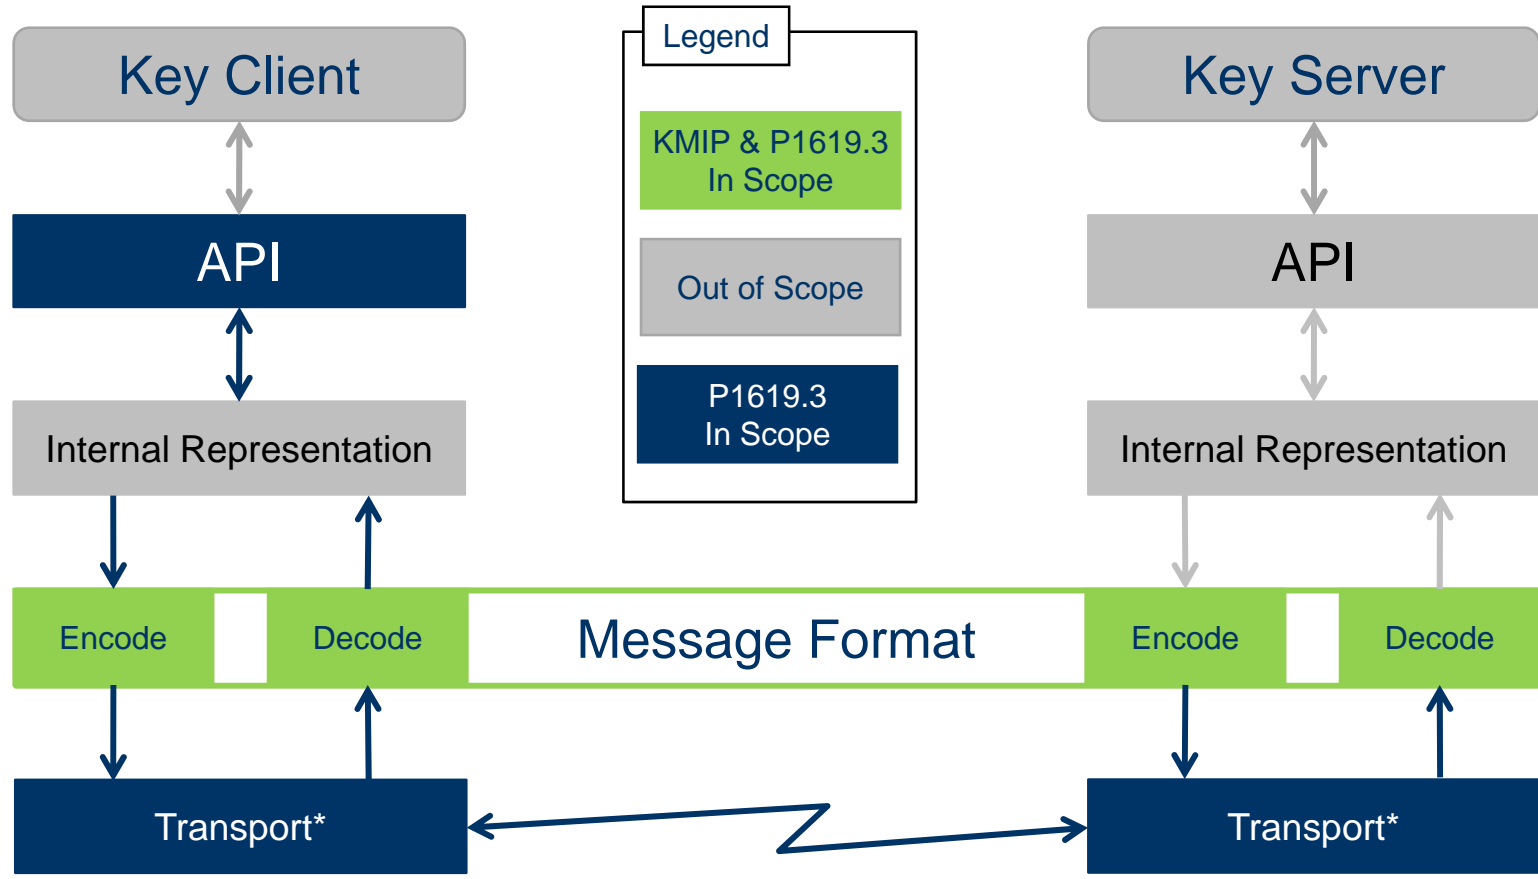 Legend
Key Client
Key Server
KMIP & P1619.3
In Scope
API
API
Out of Scope
P1619.3
In Scope
Internal Representation
Internal Representation
Encode
Decode
Message Format
Encode
Decode
Transport*
Transport*